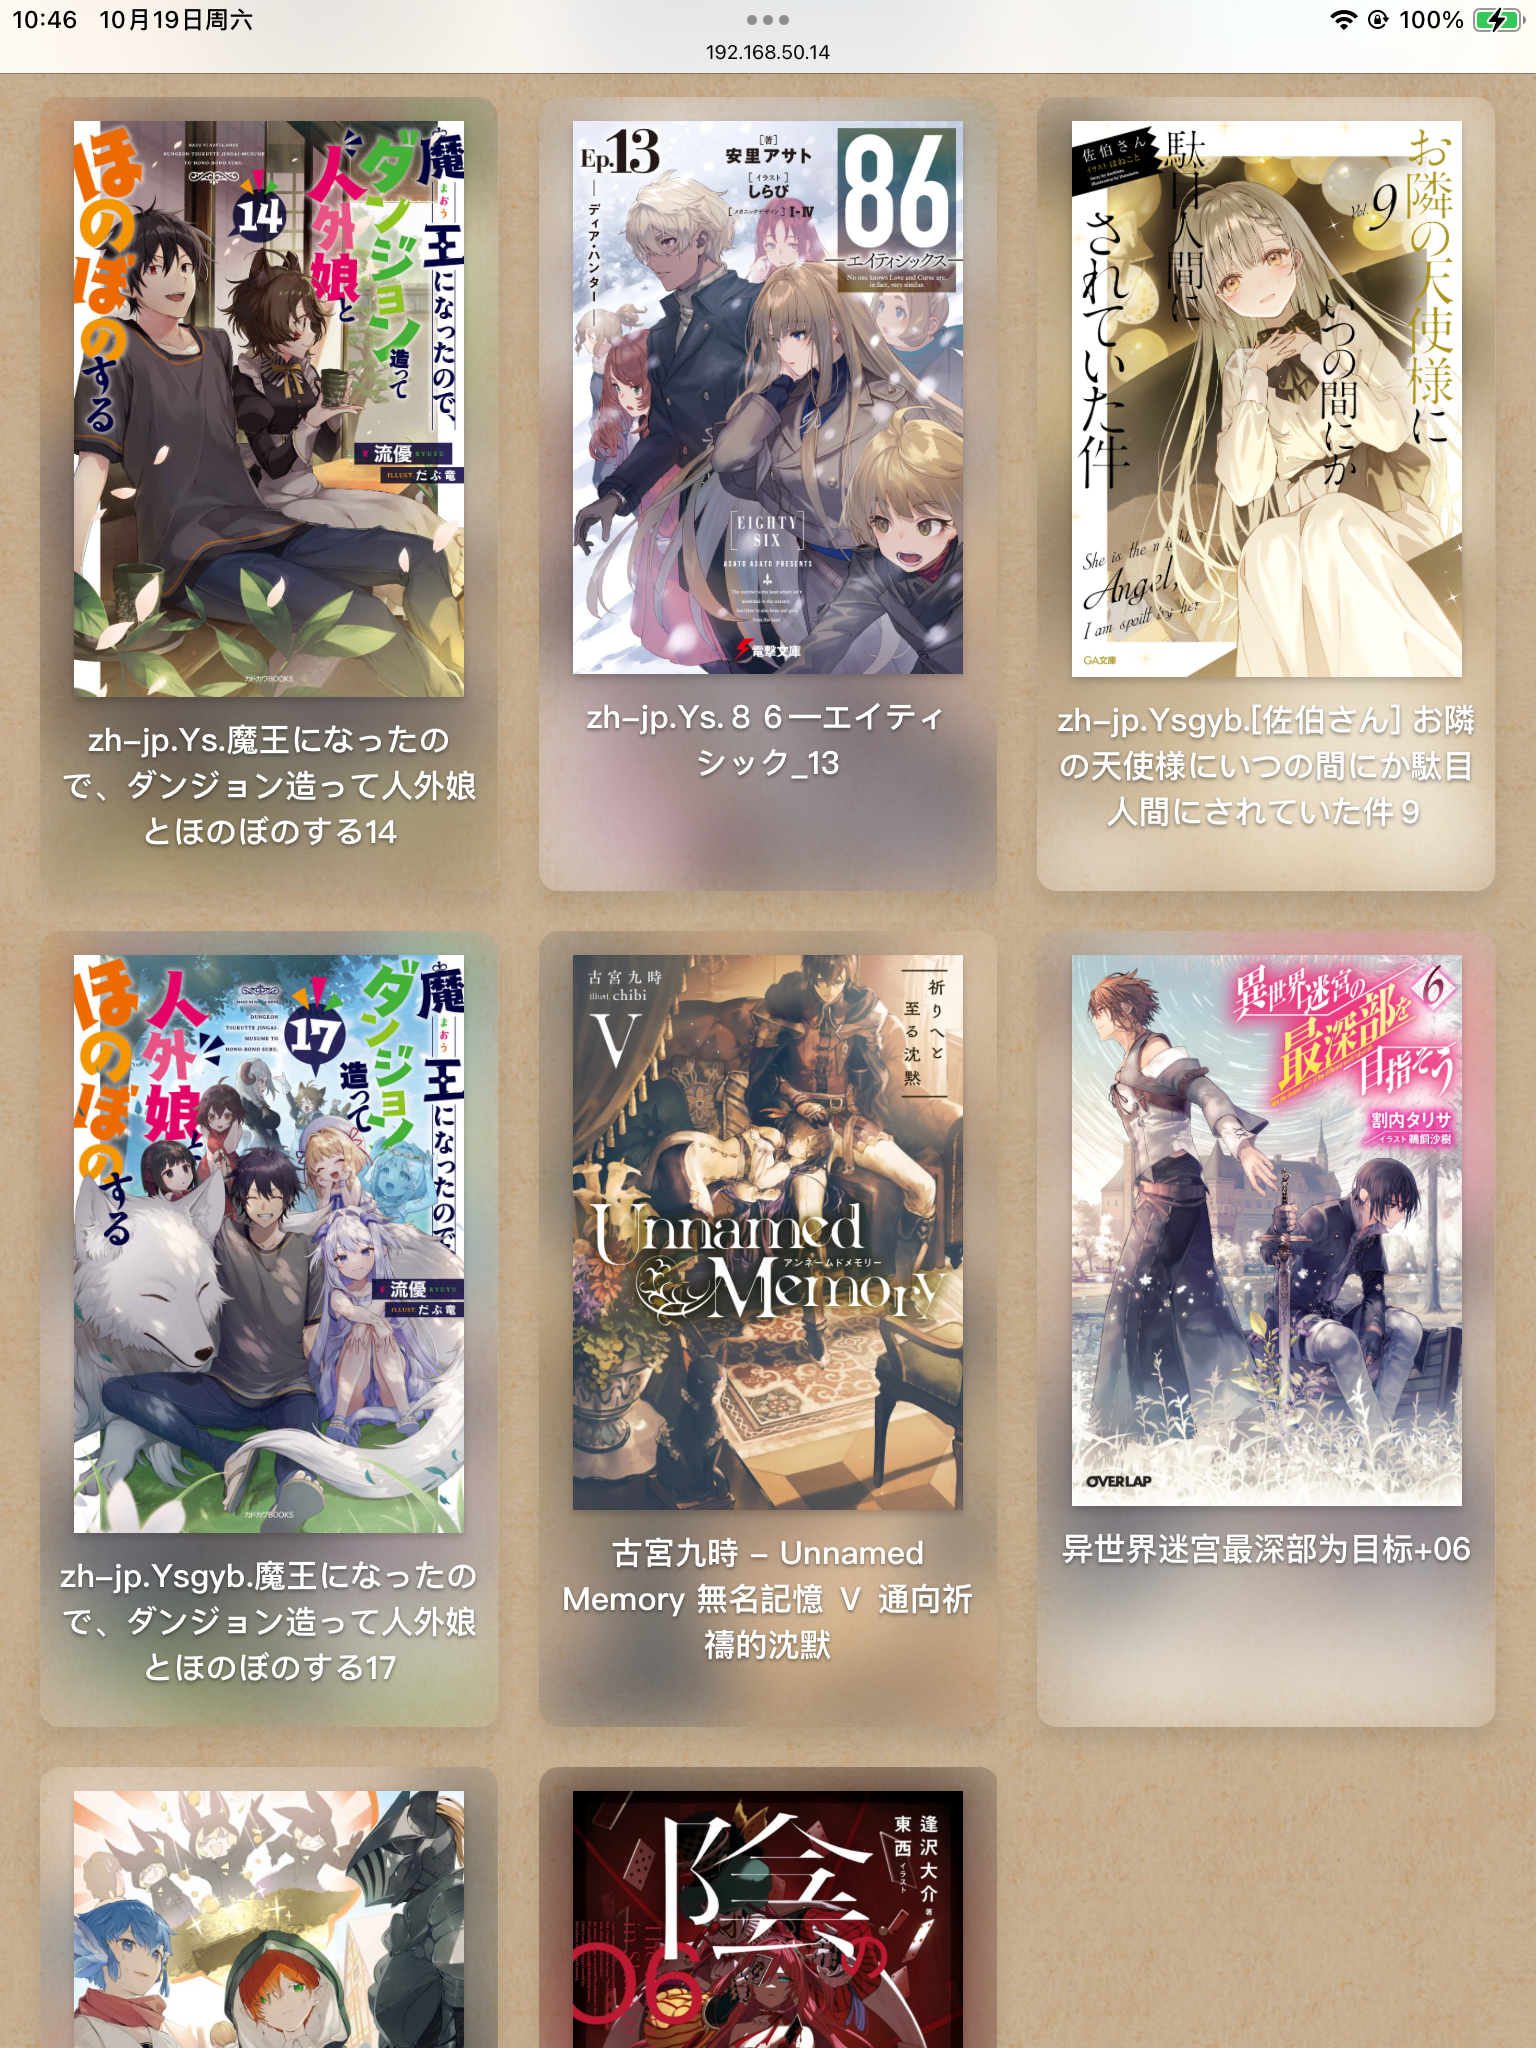 10:46 10月19日周六
100%
192.168.50.14
魔王になったので、
まおう
ダンジョン造って
人外娘と
ほのぼのする
MAOU NI NATTA-NODE
DUNGEON TSUKUTTE JINGAI-MUSUME
TO HONO-BONO SURU.
14
流優 RYUYU
ILLUST. だぶ竜
カドカワBOOKS
zh-jp.Ys.魔王になったの
で、ダンジョン造って人外娘
とほのぼのする14
Ep.13
ディア・ハンター
[著]
安里アサト
[イラスト]
しらび
[メカニックデザイン] I-IV
86
エイティシックス
No one knows Love and Curse are,
in fact, very similar.
EIGHTY
SIX
ASATO ASATO PRESENTS
The number is the land which isn't
admitted in the country.
And they're also boys and girls
from the land.
電撃文庫
zh-jp.Ys.８６—エイティ
シック_13
お隣の天使様に
いつの間にか
駄目人間に
されていた件
Vol. 9
佐伯さん
イラスト はねこと
She is the neighbor
Angel,
I am spoilt by her.
GA文庫
zh-jp.Ysgyb.[佐伯さん] お隣
の天使様にいつの間にか駄目
人間にされていた件９
魔王になったので、
まおう
ダンジョン
造って
人外娘と
ほのぼのする
MAOU NI NATTA-NODE
DUNGEON
TSUKUTTE JINGAI-
MUSUME TO
HONO-BONO SURU.
17
流優 RYUYU
ILLUST. だぶ竜
カドカワBOOKS
zh-jp.Ysgyb.魔王になったの
で、ダンジョン造って人外娘
とほのぼのする17
古宮九時
illust. chibi
V
祈りへと
至る沈黙
Unnamed
アンネームドメモリー
Memory
古宮九時 – Unnamed
Memory 無名記憶 Ｖ 通向祈
禱的沈默
異世界迷宮の
最深部を
目指そう
6
割内タリサ
イラスト 鵜飼沙樹
OVERLAP
异世界迷宫最深部为目标+06
陰の
06
逢沢大介 著
東西 イラスト